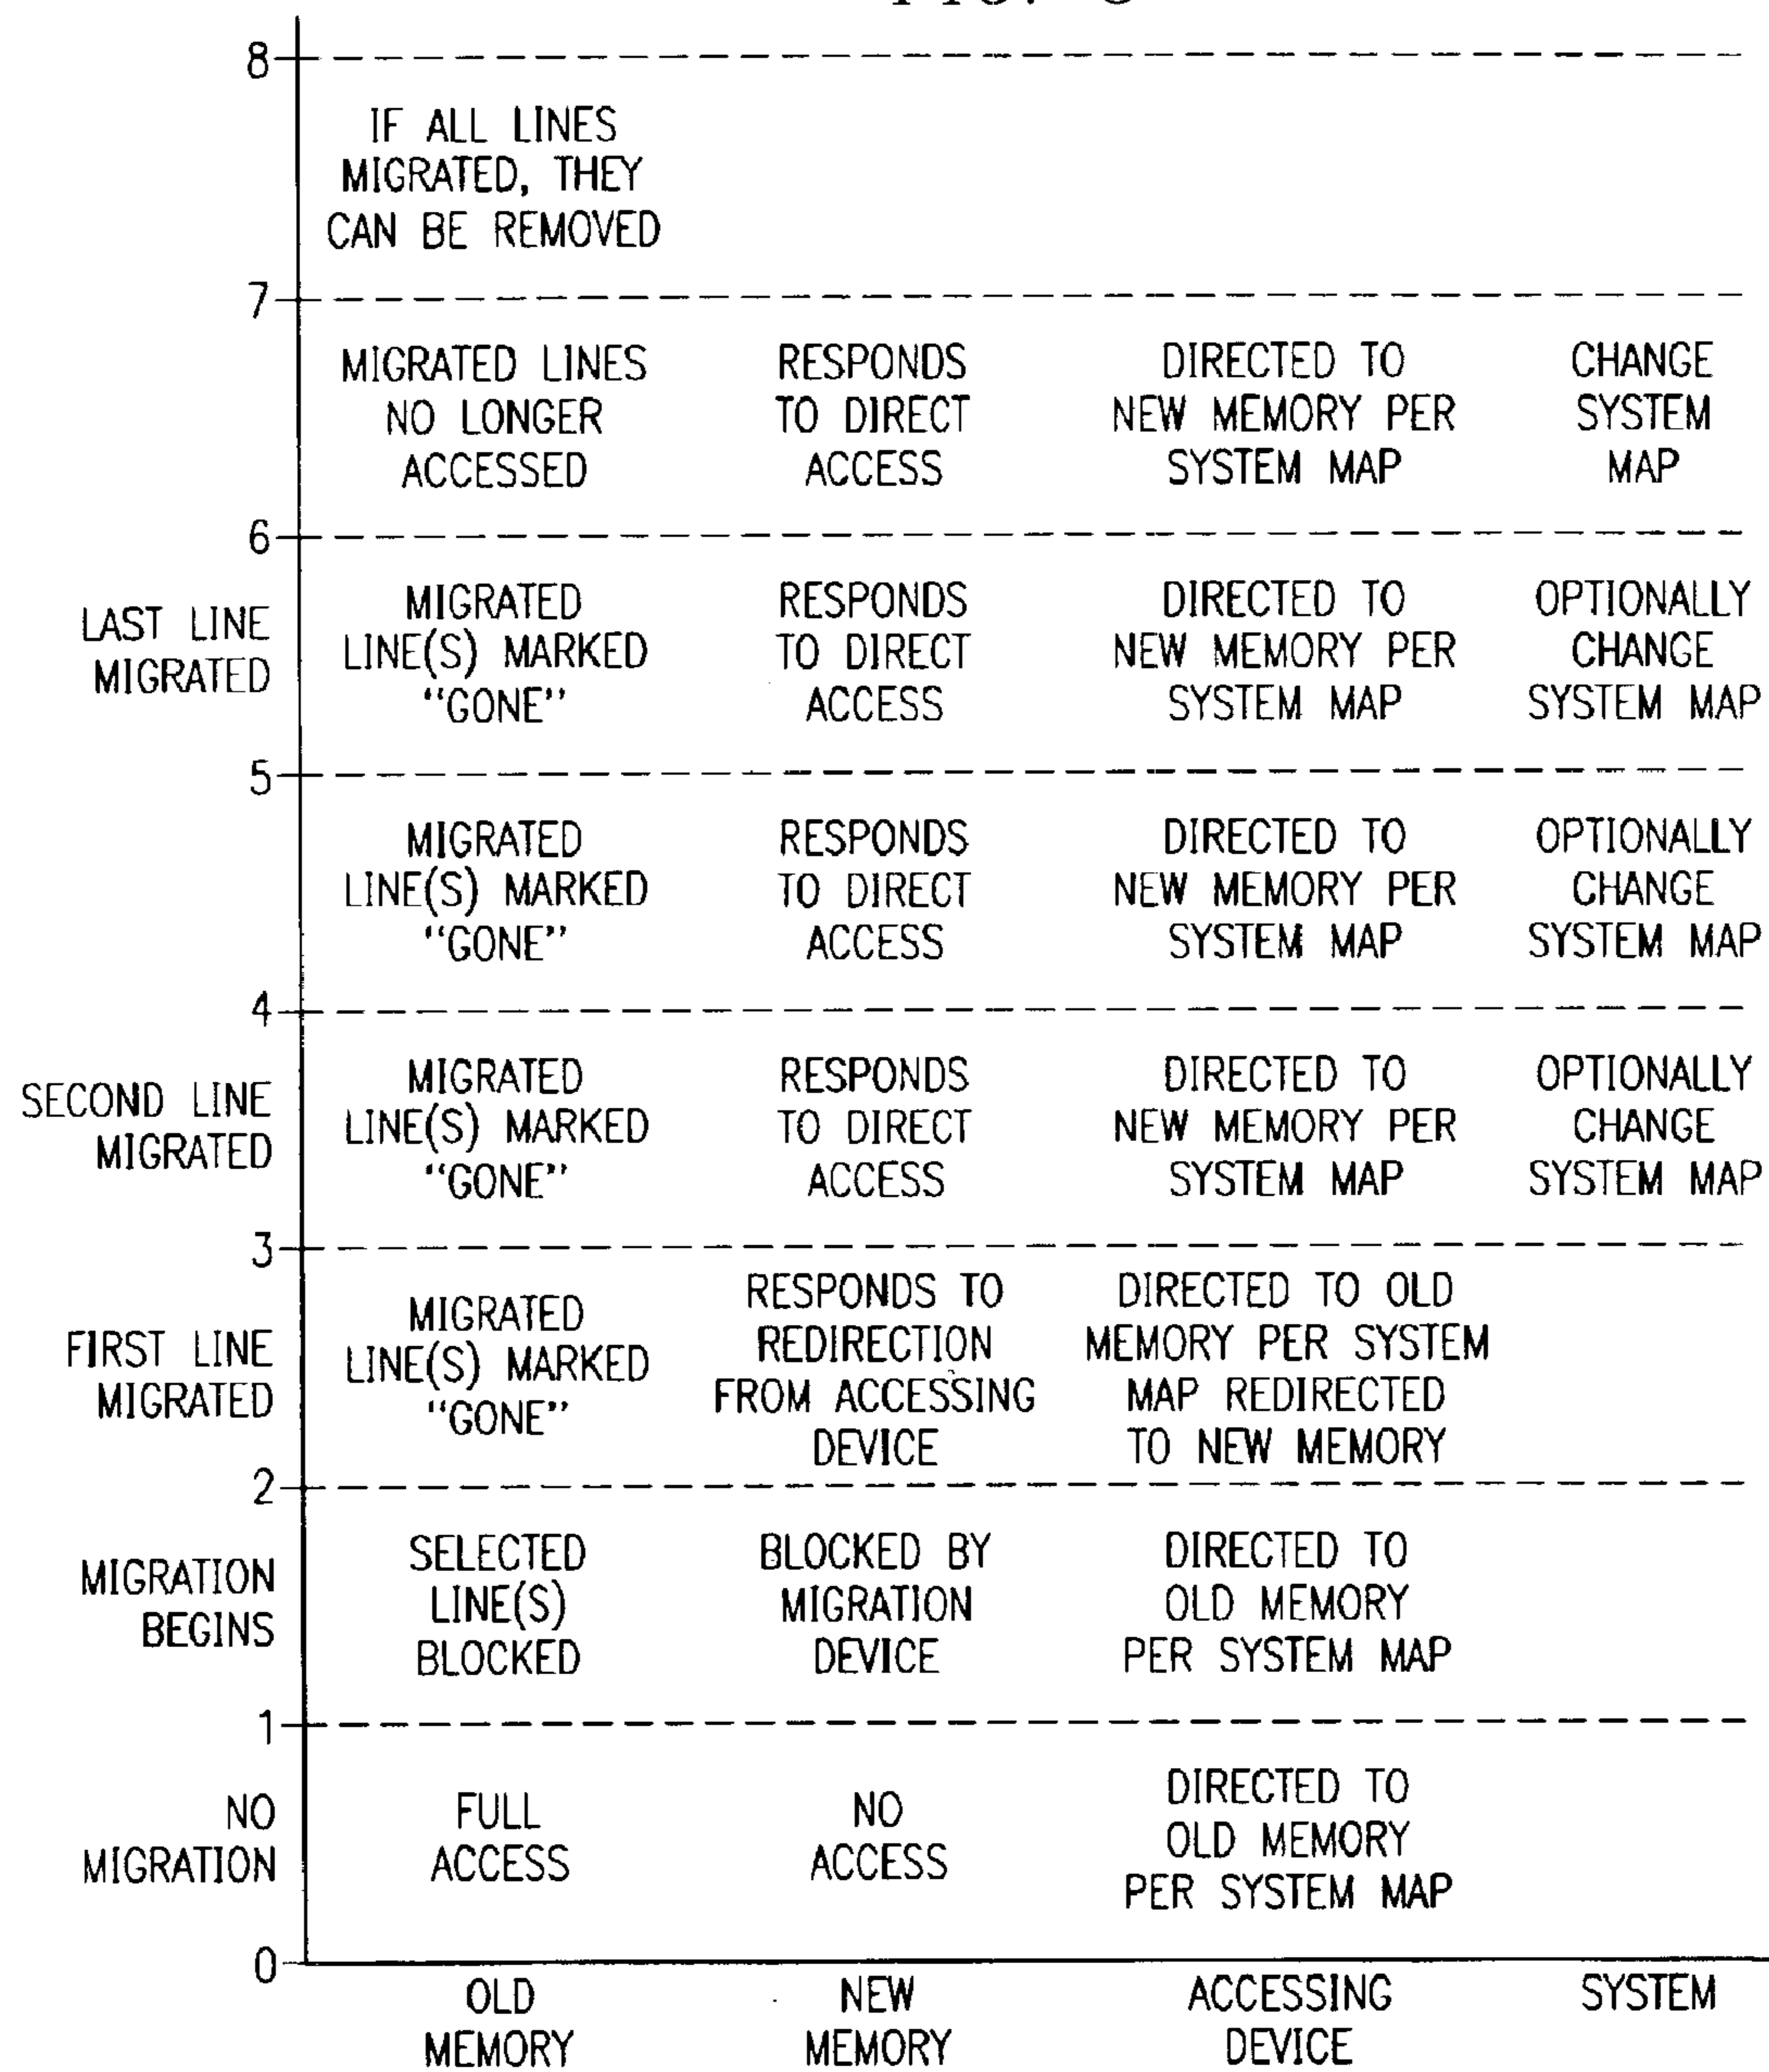 8
IF ALL LINES
MIGRATED, THEY
CAN BE REMOVED
7
MIGRATED LINES
NO LONGER
ACCESSED
RESPONDS
TO DIRECT
ACCESS
DIRECTED TO
NEW MEMORY PER
SYSTEM MAP
CHANGE
SYSTEM
MAP
6
LAST LINE
MIGRATED
MIGRATED
LINE(S) MARKED
"GONE"
RESPONDS
TO DIRECT
ACCESS
DIRECTED TO
NEW MEMORY PER
SYSTEM MAP
OPTIONALLY
CHANGE
SYSTEM MAP
5
MIGRATED
LINE(S) MARKED
"GONE"
RESPONDS
TO DIRECT
ACCESS
DIRECTED TO
NEW MEMORY PER
SYSTEM MAP
OPTIONALLY
CHANGE
SYSTEM MAP
4
SECOND LINE
MIGRATED
MIGRATED
LINE(S) MARKED
"GONE"
RESPONDS
TO DIRECT
ACCESS
DIRECTED TO
NEW MEMORY PER
SYSTEM MAP
OPTIONALLY
CHANGE
SYSTEM MAP
3
FIRST LINE
MIGRATED
MIGRATED
LINE(S) MARKED
"GONE"
RESPONDS TO
REDIRECTION
FROM ACCESSING
DEVICE
DIRECTED TO OLD
MEMORY PER SYSTEM
MAP REDIRECTED
TO NEW MEMORY
2
MIGRATION
BEGINS
SELECTED
LINE(S)
BLOCKED
BLOCKED BY
MIGRATION
DEVICE
DIRECTED TO
OLD MEMORY
PER SYSTEM MAP
1
NO
MIGRATION
FULL
ACCESS
NO
ACCESS
DIRECTED TO
OLD MEMORY
PER SYSTEM MAP
0
OLD
MEMORY
NEW
MEMORY
ACCESSING
DEVICE
SYSTEM